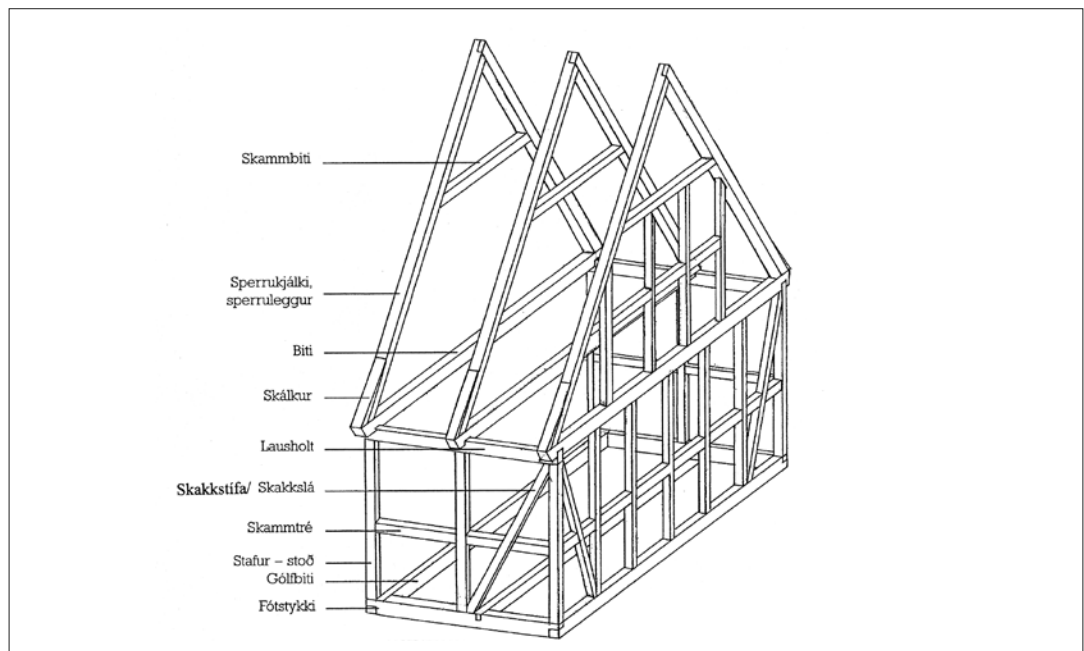 Skammbiti
Sperrukjálki,
sperruleggur
Biti
Skálkur
Lausholt
Skakkstífa/ Skakkslá
Skammtré
Stafur – stoð
Gólfbiti
Fótstykki